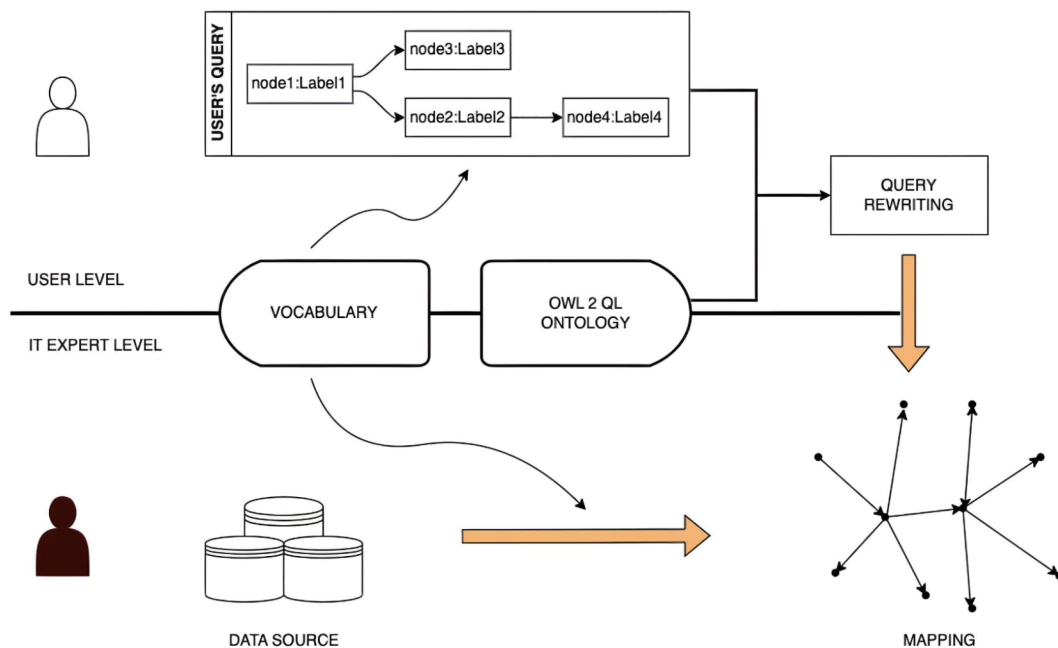 USER'S QUERY
node3:Label3
node1:Label1
node2:Label2
node4:Label4
QUERY
REWRITING
USER LEVEL
VOCABULARY
OWL 2 QL
ONTOLOGY
IT EXPERT LEVEL
DATA SOURCE
MAPPING